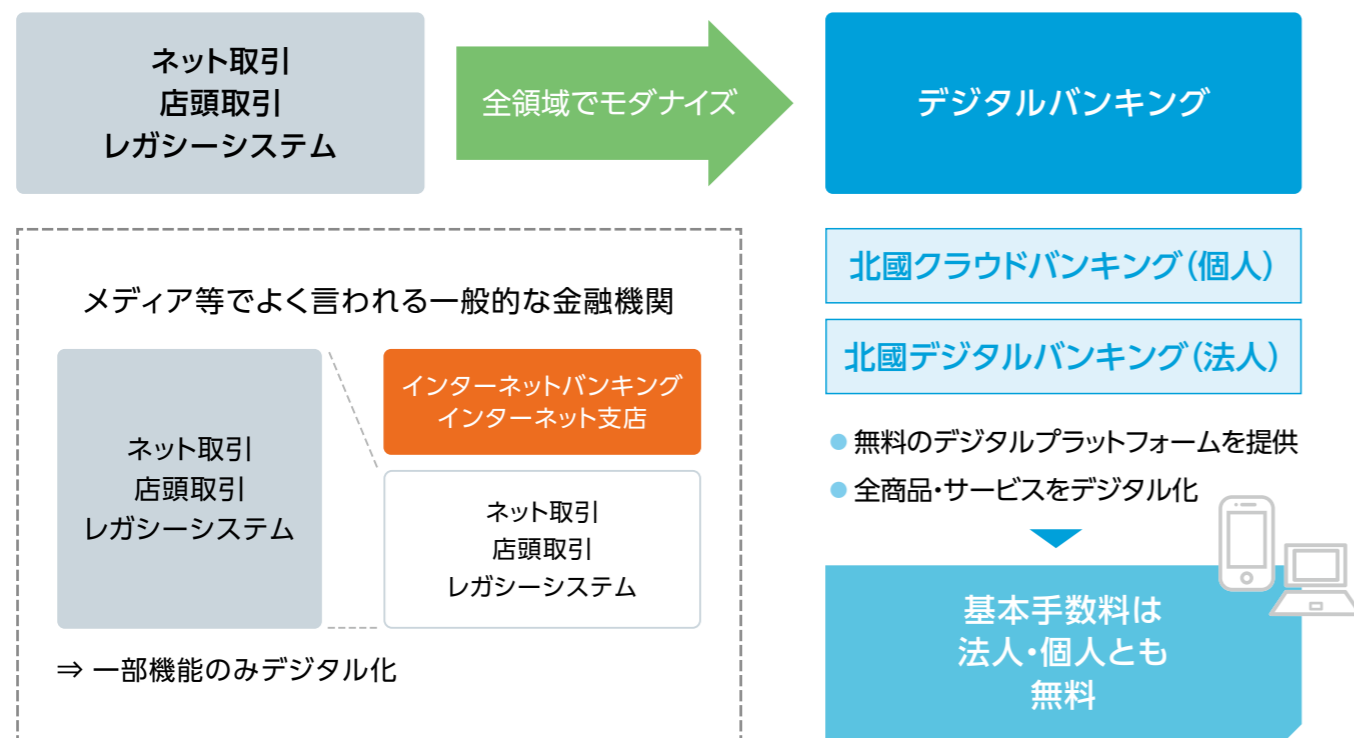 ネット取引
店頭取引
レガシーシステム
全領域でモダナイズ
デジタルバンキング
メディア等でよく言われる一般的な金融機関
ネット取引
店頭取引
レガシーシステム
インターネットバンキング
インターネット支店
ネット取引
店頭取引
レガシーシステム
⇒ 一部機能のみデジタル化
北國クラウドバンキング(個人)
北國デジタルバンキング(法人)
● 無料のデジタルプラットフォームを提供
● 全商品・サービスをデジタル化
基本手数料は
法人・個人とも
無料